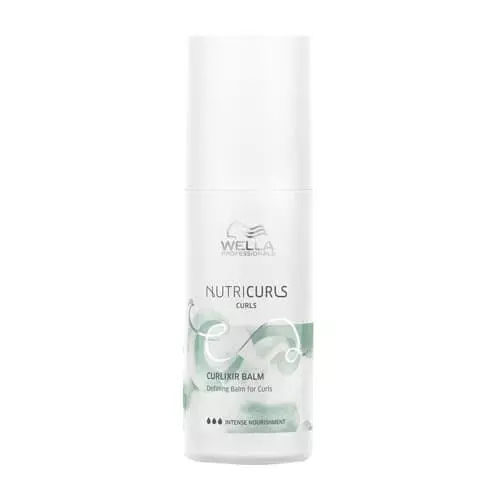 WELLA
PROFESSIONALS
NUTRICURLS
CURLS
CURLIXIR BALM
Defining Balm for Curls
INTENSE NOURISHMENT